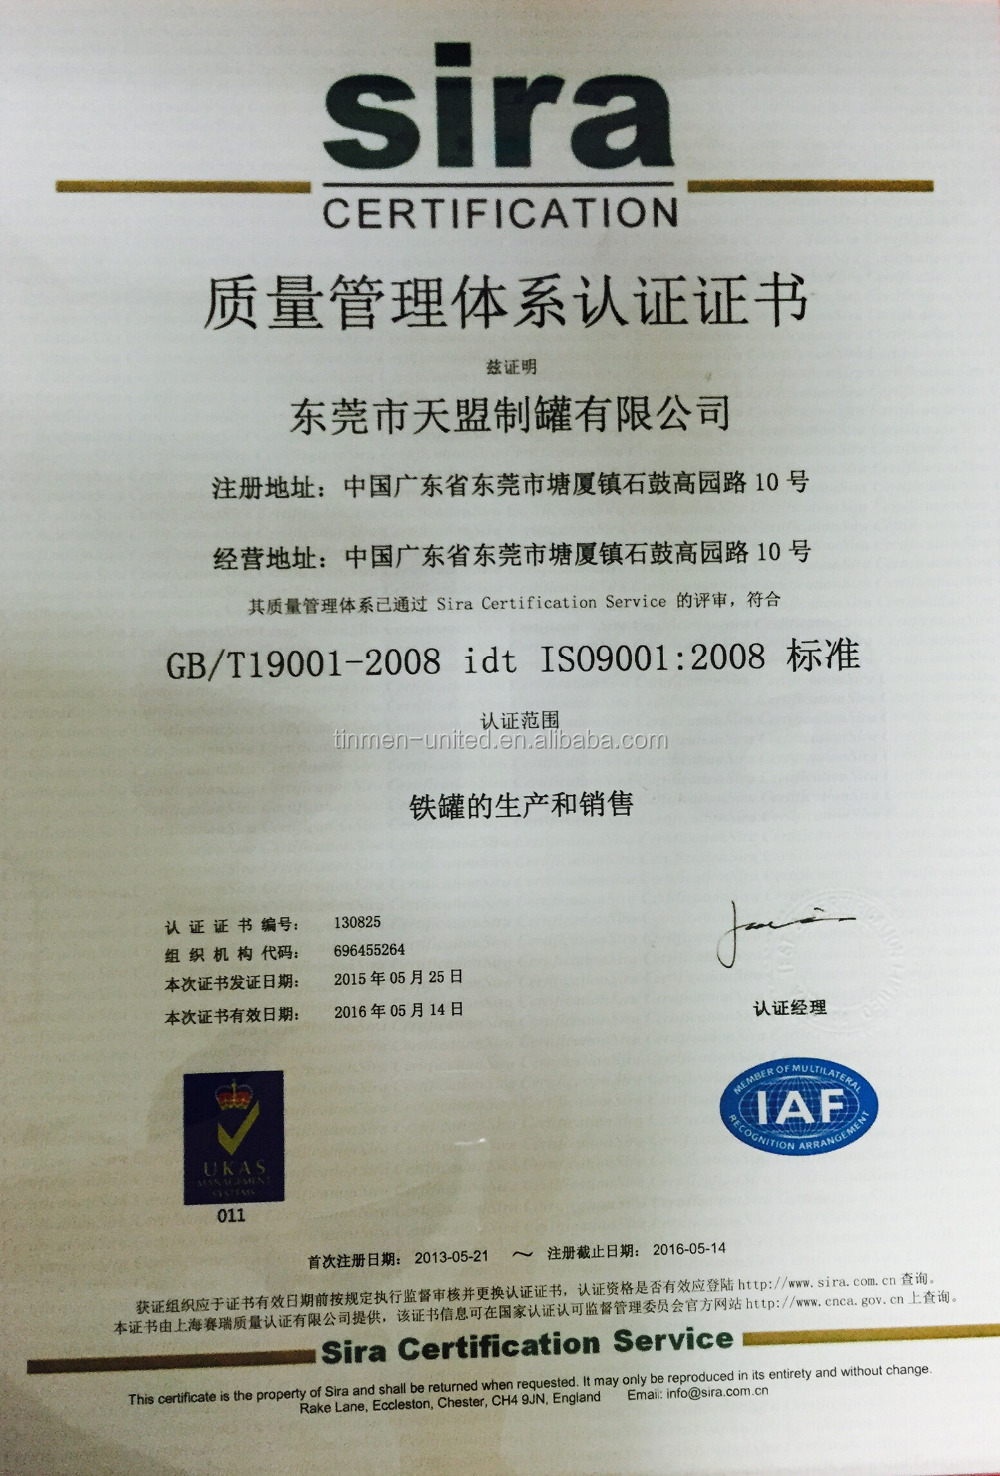 sira
CERTIFICATION
质量管理体系认证证书
兹证明
东莞市天盟制罐有限公司
注册地址：中国广东省东莞市塘厦镇石鼓高园路 10 号
经营地址：中国广东省东莞市塘厦镇石鼓高园路 10 号
其质量管理体系已通过 Sira Certification Service 的评审，符合
GB/T19001-2008 idt ISO9001:2008 标准
认证范围
tinmen-united.en.alibaba.com
铁罐的生产和销售
认 证 证 书 编号： 130825
组 织 机 构 代码： 696455264
本次证书发证日期： 2015 年 05 月 25 日
本次证书有效日期： 2016 年 05 月 14 日
认证经理
MEMBER OF MULTILATERAL
IAF
RECOGNITION ARRANGEMENT
UKAS
MANAGEMENT
SYSTEMS
011
首次注册日期： 2013-05-21 ～ 注册截止日期： 2016-05-14
获证组织应于证书有效日期前按规定执行监督审核并更换认证证书，认证资格是否有效应登陆 http://www.sira.com.cn 查询。
本证书由上海赛瑞质量认证有限公司提供，该证书信息可在国家认证认可监督管理委员会官方网站 http://www.cnca.gov.cn 上查询。
Sira Certification Service
This certificate is the property of Sira and shall be returned when requested. It may only be reproduced in its entirety and without change.
Rake Lane, Eccleston, Chester, CH4 9JN, England Email: info@sira.com.cn